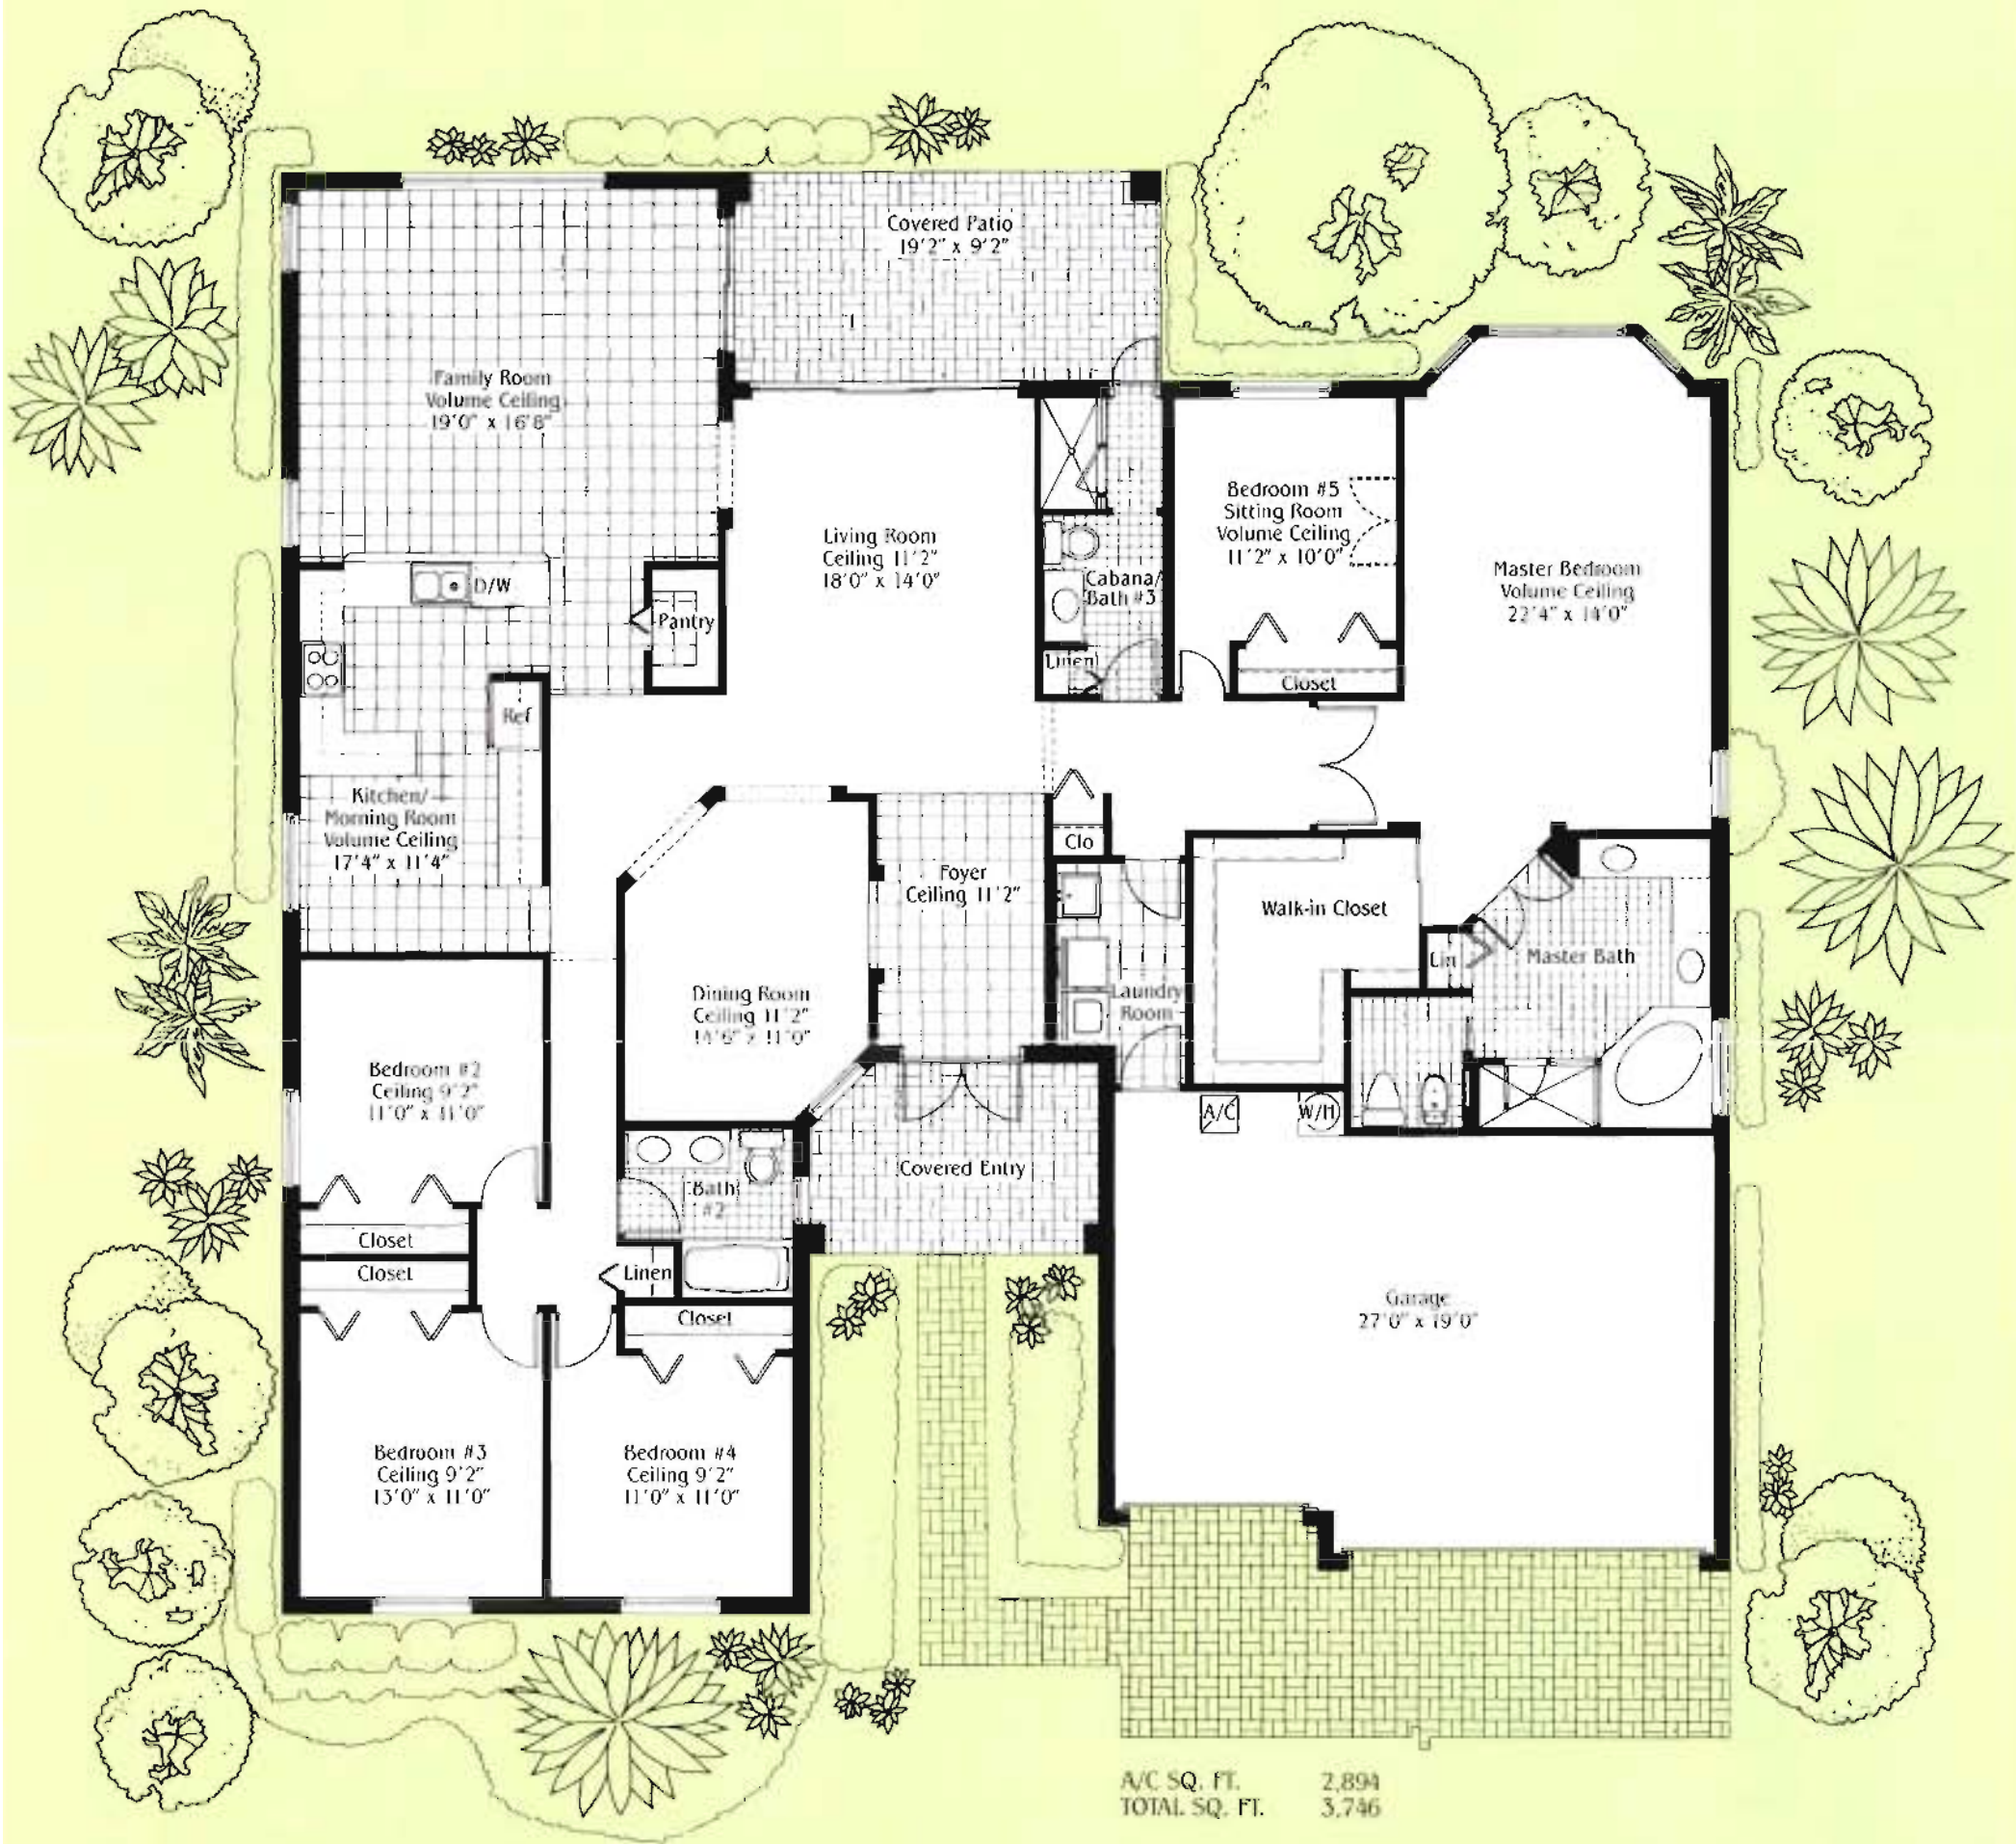 Covered Patio
19'2" x 9'2"
Family Room
Volume Ceiling
19'0" x 16'8"
Living Room
Ceiling 11'2"
18'0" x 14'0"
Bedroom #5
Sitting Room
Volume Ceiling
11'2" x 10'0"
Cabana/
Bath #3
Linen
Closet
Master Bedroom
Volume Ceiling
22'4" x 14'0"
D/W
Pantry
Ref
Kitchen/
Morning Room
Volume Ceiling
17'4" x 11'4"
Clo
Foyer
Ceiling 11'2"
Walk-in Closet
Lin
Master Bath
Laundry
Room
Dining Room
Ceiling 11'2"
14'6" x 11'0"
Bedroom #2
Ceiling 9'2"
11'0" x 11'0"
A/C
W/H
Covered Entry
Bath
#2
Closet
Closet
Linen
Closet
Garage
27'0" x 19'0"
Bedroom #3
Ceiling 9'2"
13'0" x 11'0"
Bedroom #4
Ceiling 9'2"
11'0" x 11'0"
A/C SQ. FT. 2,894
TOTAL SQ. FT. 3,746